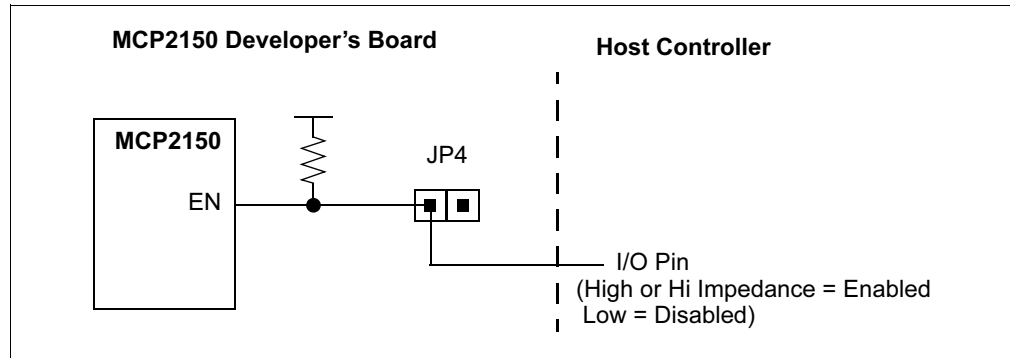 MCP2150 Developer's Board
Host Controller
MCP2150
JP4
EN
I/O Pin
(High or Hi Impedance = Enabled
Low = Disabled)